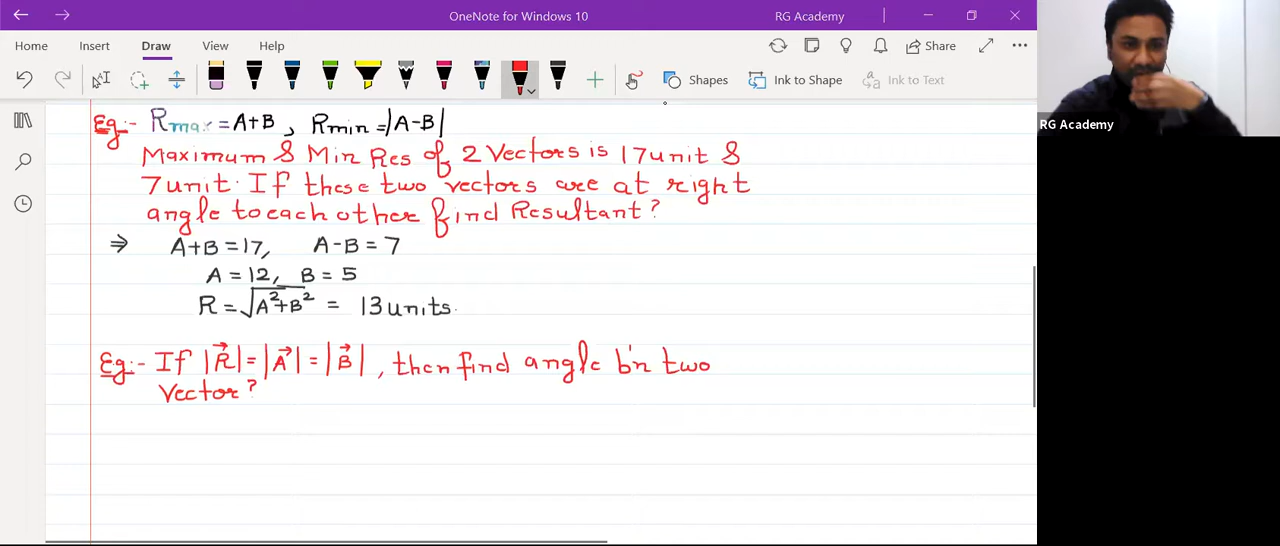 OneNote for Windows 10
RG Academy
Home Insert Draw View Help
Share
Shapes
Ink to Shape
Ink to Text
Eg:- Rmax = A+B, Rmin = |A-B|
Maximum & Min Res of 2 Vectors is 17unit &
7unit. If these two vectors are at right
angle to each other find Resultant?
⇒ A+B = 17, A-B = 7
A = 12, B = 5
R = √A²+B² = 13 units.
Eg:- If |R⃗| = |A⃗| = |B⃗|, then find angle b'n two
Vector?
RG Academy